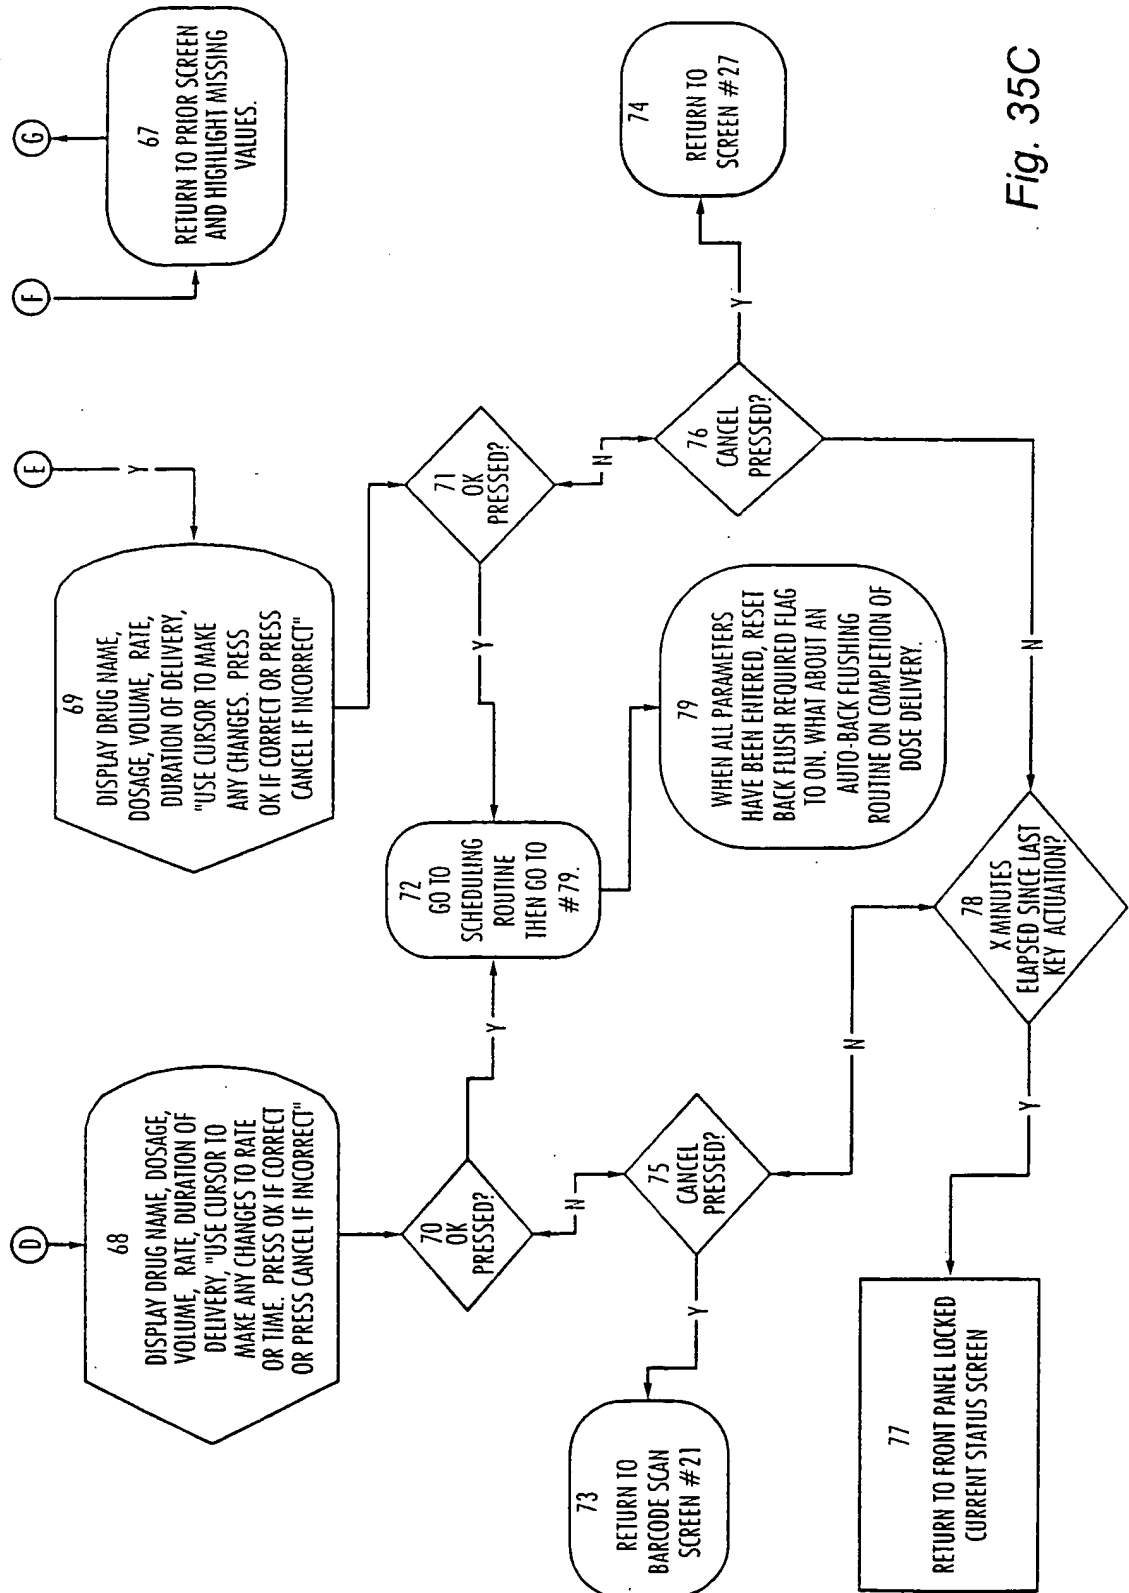 D
68
DISPLAY DRUG NAME, DOSAGE,
VOLUME, RATE, DURATION OF
DELIVERY, "USE CURSOR TO
MAKE ANY CHANGES TO RATE
OR TIME. PRESS OK IF CORRECT
OR PRESS CANCEL IF INCORRECT"
E
Y
69
DISPLAY DRUG NAME,
DOSAGE, VOLUME, RATE,
DURATION OF DELIVERY,
"USE CURSOR TO MAKE
ANY CHANGES. PRESS
OK IF CORRECT OR PRESS
CANCEL IF INCORRECT"
F
G
67
RETURN TO PRIOR SCREEN
AND HIGHLIGHT MISSING
VALUES.
70
OK
PRESSED?
Y
N
72
GO TO
SCHEDULING
ROUTINE
THEN GO TO
#79.
Y
71
OK
PRESSED?
N
73
RETURN TO
BARCODE SCAN
SCREEN #21
Y
75
CANCEL
PRESSED?
N
79
WHEN ALL PARAMETERS
HAVE BEEN ENTERED, RESET
BACK FLUSH REQUIRED FLAG
TO ON. WHAT ABOUT AN
AUTO-BACK FLUSHING
ROUTINE ON COMPLETION OF
DOSE DELIVERY.
76
CANCEL
PRESSED?
Y
74
RETURN TO
SCREEN #27
N
77
RETURN TO FRONT PANEL LOCKED
CURRENT STATUS SCREEN
Y
78
X MINUTES
ELAPSED SINCE LAST
KEY ACTUATION?
Fig. 35C